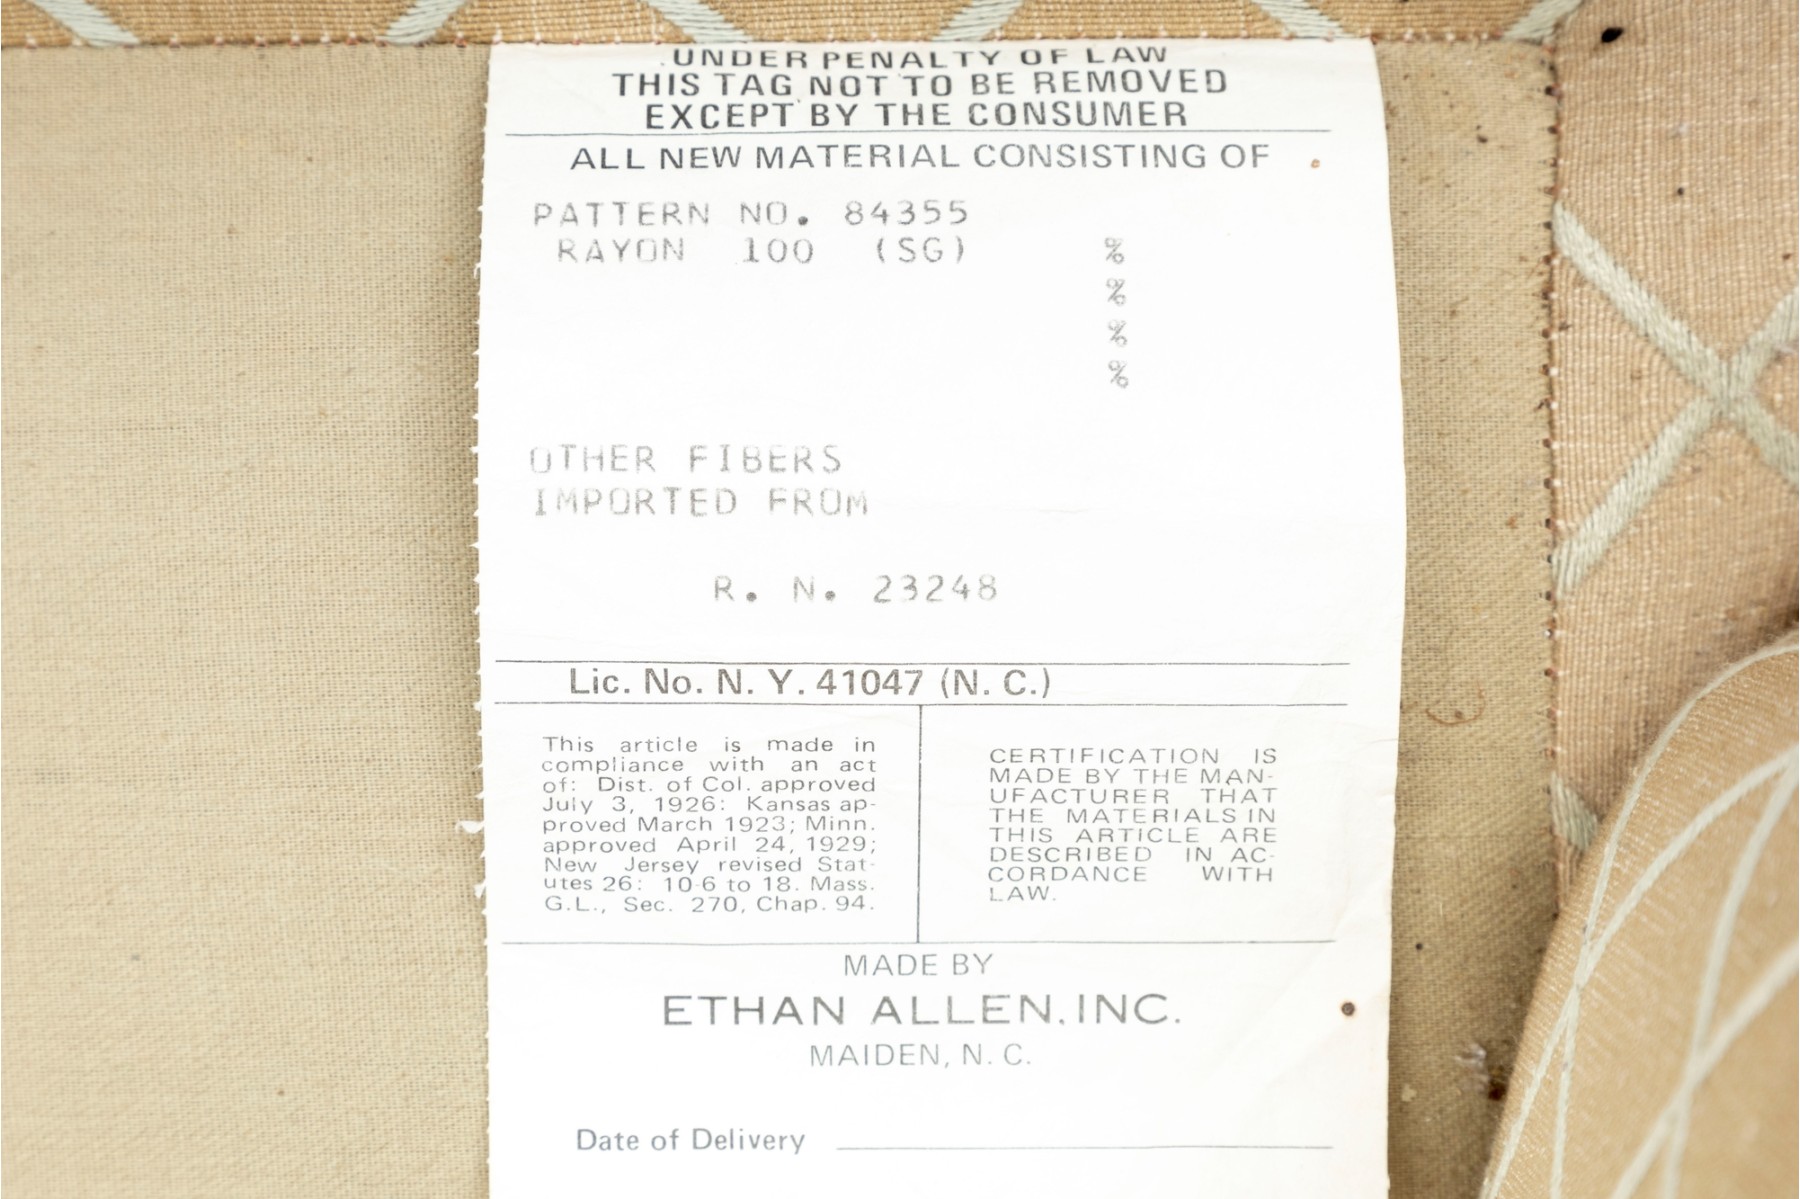 UNDER PENALTY OF LAW
THIS TAG NOT TO BE REMOVED
EXCEPT BY THE CONSUMER
ALL NEW MATERIAL CONSISTING OF
PATTERN NO. 84355
RAYON 100 (SG) %
%
%
%
OTHER FIBERS
IMPORTED FROM
R. N. 23248
Lic. No. N. Y. 41047 (N. C.)
This article is made in
compliance with an act
of: Dist. of Col. approved
July 3, 1926: Kansas ap-
proved March 1923; Minn.
approved April 24, 1929;
New Jersey revised Stat-
utes 26: 10-6 to 18. Mass.
G.L., Sec. 270, Chap. 94.
CERTIFICATION IS
MADE BY THE MAN-
UFACTURER THAT
THE MATERIALS IN
THIS ARTICLE ARE
DESCRIBED IN AC-
CORDANCE WITH
LAW.
MADE BY
ETHAN ALLEN, INC.
MAIDEN, N. C.
Date of Delivery